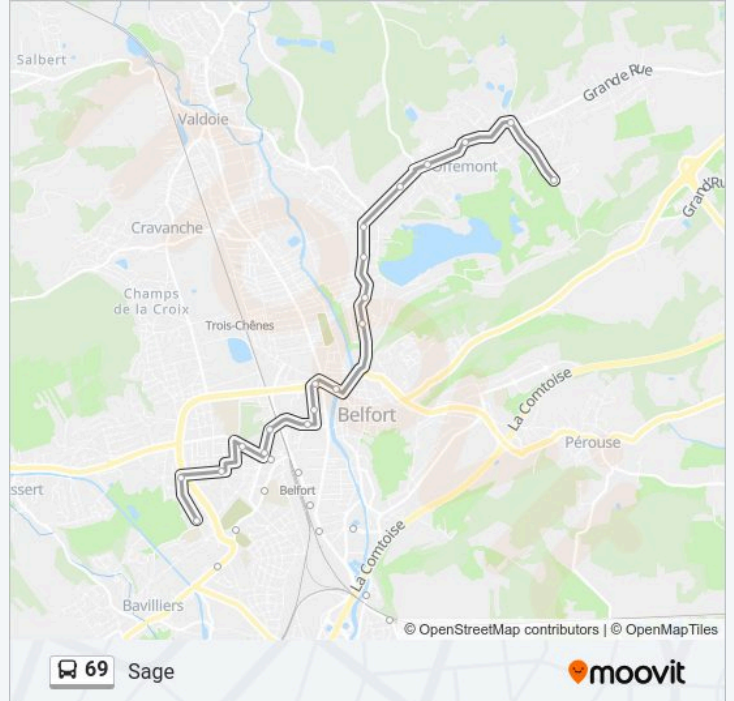 Salbert
Grande Rue
Valdoie
Offemont
Grand'Ru
Cravanche
Champs
de la Croix
Trois-Chênes
La Comtoise
Belfort
Pérouse
ssert
Belfort
La Comtoise
Bavilliers
© OpenStreetMap contributors | © OpenMapTiles
69 Sage
moovit